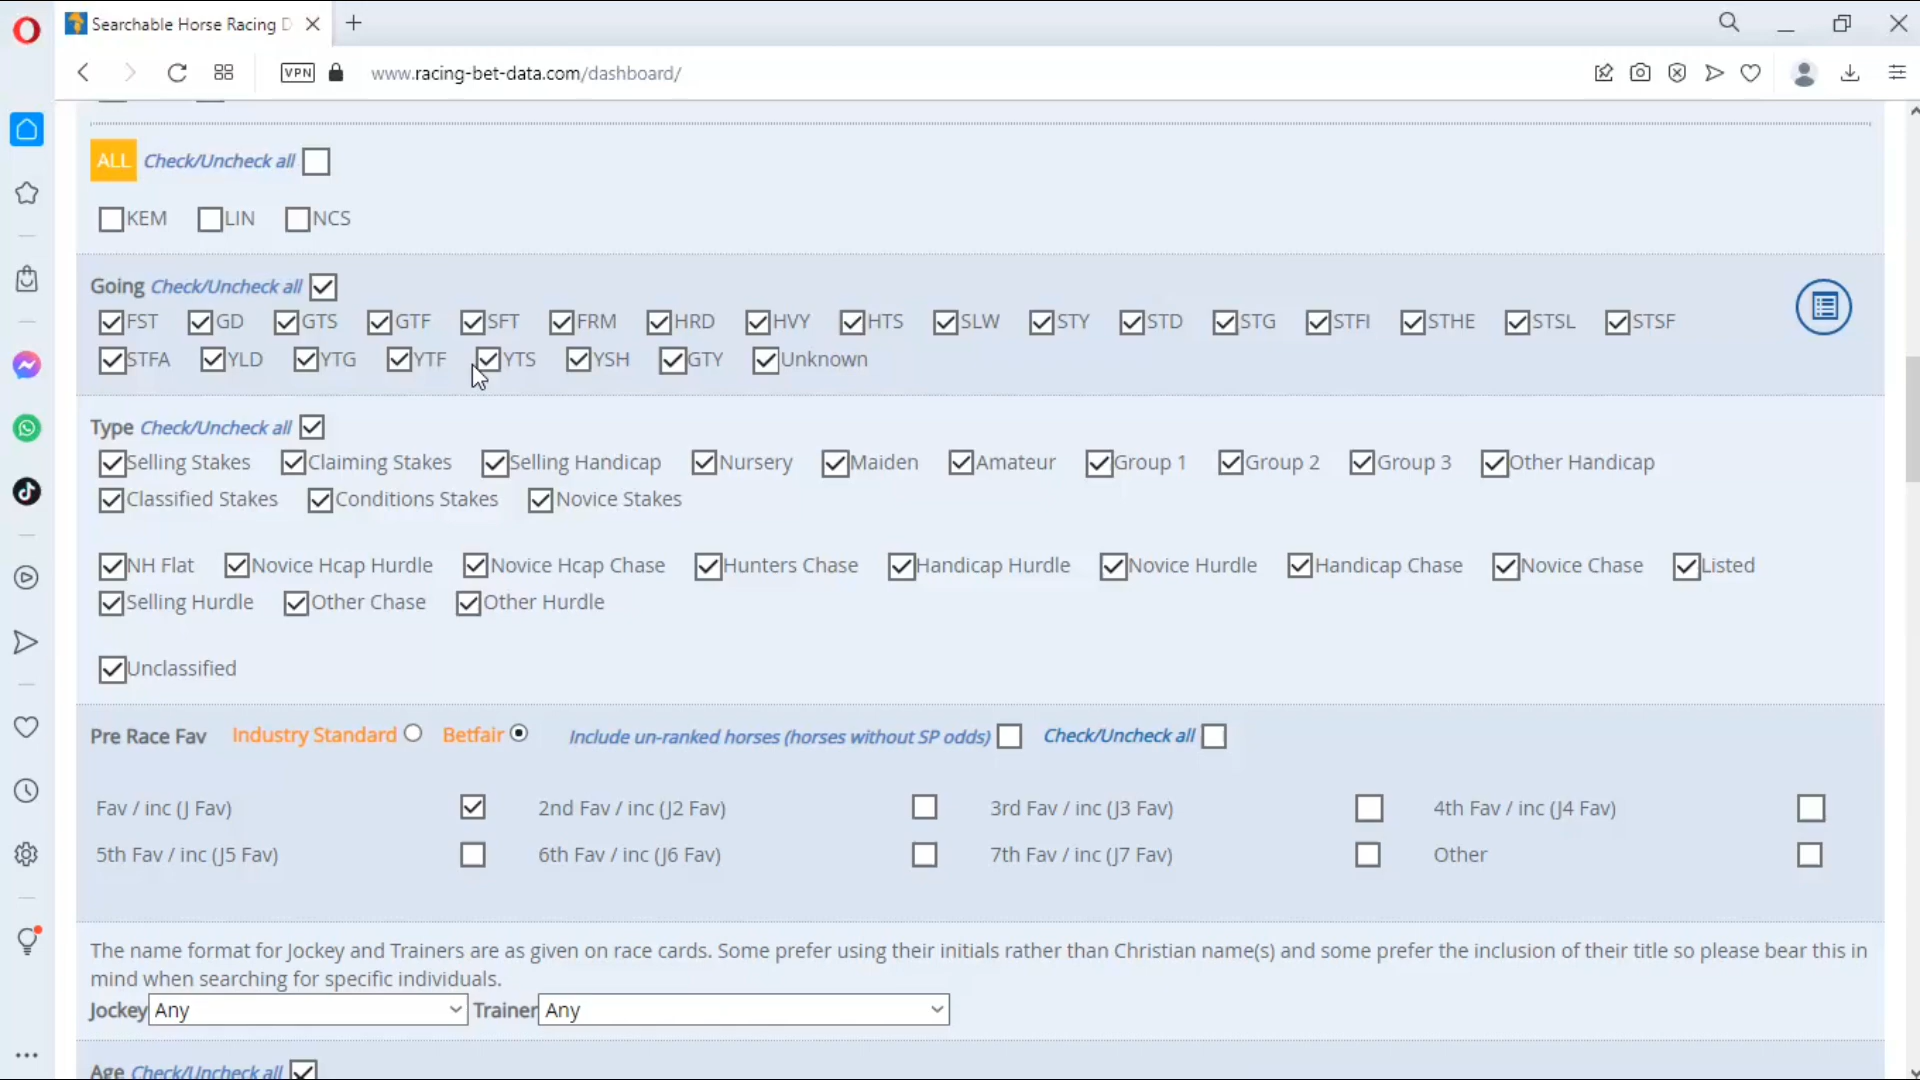 Searchable Horse Racing D
VPN www.racing-bet-data.com/dashboard/
ALL Check/Uncheck all
KEM LIN NCS
Going Check/Uncheck all
FST GD GTS GTF SFT FRM HRD HVY HTS SLW STY STD STG STFI STHE STSL STSF
STFA YLD YTG YTF YTS YSH GTY Unknown
Type Check/Uncheck all
Selling Stakes Claiming Stakes Selling Handicap Nursery Maiden Amateur Group 1 Group 2 Group 3 Other Handicap
Classified Stakes Conditions Stakes Novice Stakes
NH Flat Novice Hcap Hurdle Novice Hcap Chase Hunters Chase Handicap Hurdle Novice Hurdle Handicap Chase Novice Chase Listed
Selling Hurdle Other Chase Other Hurdle
Unclassified
Pre Race Fav Industry Standard Betfair Include un-ranked horses (horses without SP odds) Check/Uncheck all
Fav / inc (J Fav) 2nd Fav / inc (J2 Fav) 3rd Fav / inc (J3 Fav) 4th Fav / inc (J4 Fav)
5th Fav / inc (J5 Fav) 6th Fav / inc (J6 Fav) 7th Fav / inc (J7 Fav) Other
The name format for Jockey and Trainers are as given on race cards. Some prefer using their initials rather than Christian name(s) and some prefer the inclusion of their title so please bear this in
mind when searching for specific individuals.
Jockey Any Trainer Any
Age Check/Uncheck all